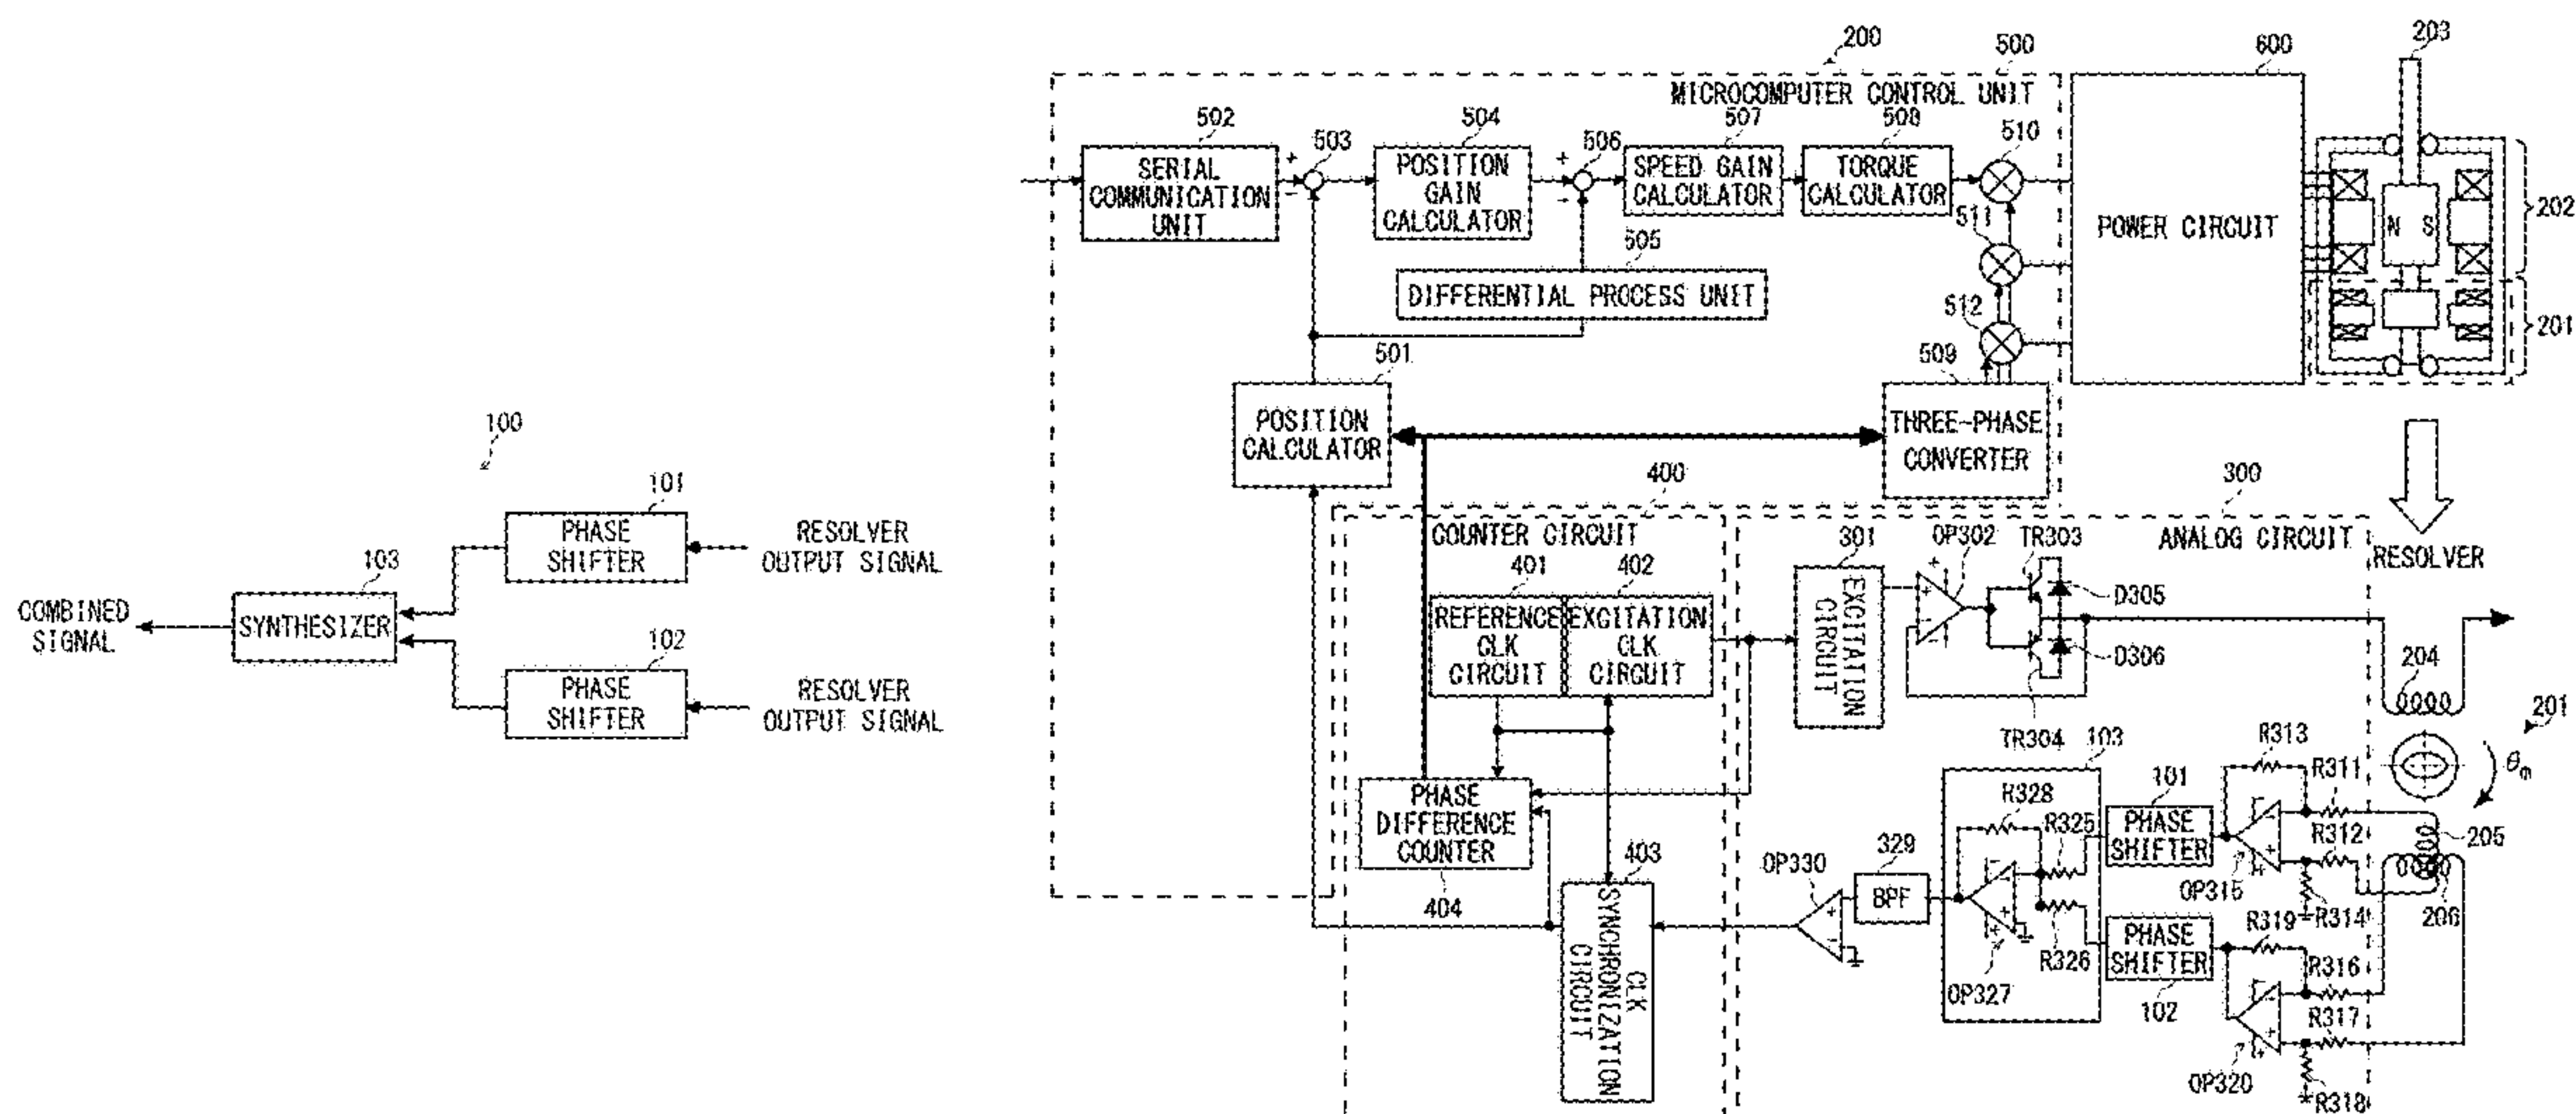 100
101
PHASE
SHIFTER
RESOLVER
OUTPUT SIGNAL
103
COMBINED
SIGNAL
SYNTHESIZER
102
PHASE
SHIFTER
RESOLVER
OUTPUT SIGNAL
200
500
600
203
MICROCOMPUTER CONTROL UNIT
502
SERIAL
COMMUNICATION
UNIT
+
-
503
504
POSITION
GAIN
CALCULATOR
+
-
506
507
SPEED GAIN
CALCULATOR
508
TORQUE
CALCULATOR
510
511
512
505
DIFFERENTIAL PROCESS UNIT
POWER CIRCUIT
N S
202
201
501
POSITION
CALCULATOR
509
THREE-PHASE
CONVERTER
400
COUNTER CIRCUIT
401
REFERENCE
CLK
CIRCUIT
402
EXCITATION
CLK
CIRCUIT
PHASE
DIFFERENCE
COUNTER
404
403
CLK
SYNCHRONIZATION
CIRCUIT
300
ANALOG CIRCUIT
301
EXCITATION
CIRCUIT
OP302
TR303
D305
D306
TR304
RESOLVER
204
201
θm
205
206
103
R328
R325
R326
OP327
329
BPF
OP330
101
PHASE
SHIFTER
PHASE
SHIFTER
102
R313
R311
R312
OP315
R314
R319
R316
R317
OP320
R318